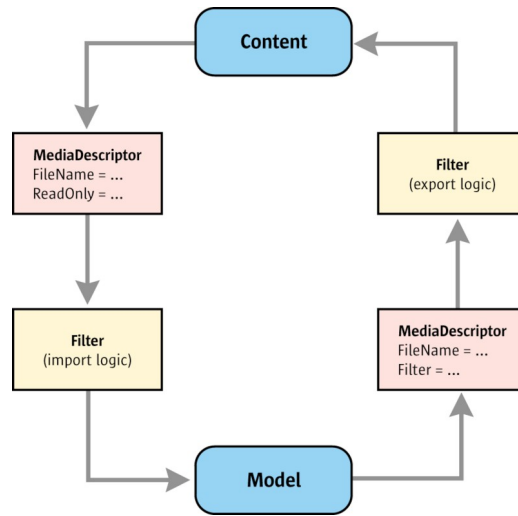 Content
MediaDescriptor
FileName = ...
ReadOnly = ...
Filter
(export logic)
Filter
(import logic)
MediaDescriptor
FileName = ...
Filter = ...
Model